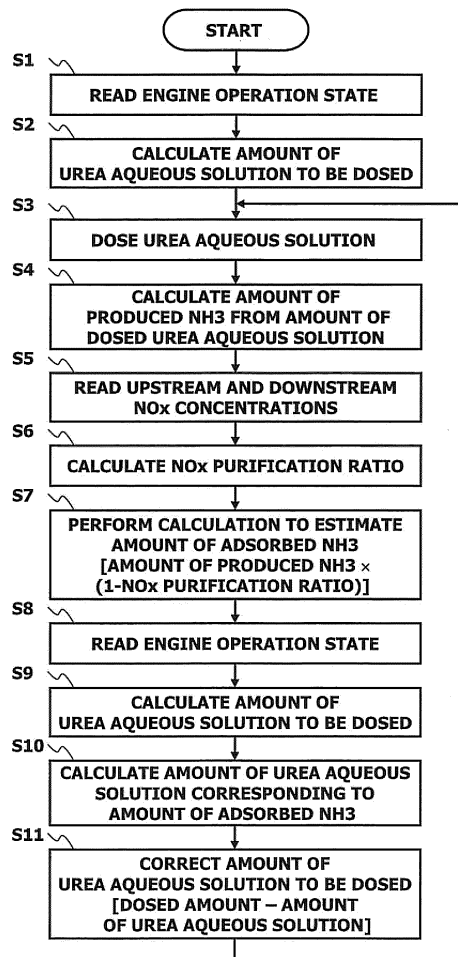 START
S1
READ ENGINE OPERATION STATE
S2
CALCULATE AMOUNT OF
UREA AQUEOUS SOLUTION TO BE DOSED
S3
DOSE UREA AQUEOUS SOLUTION
S4
CALCULATE AMOUNT OF
PRODUCED NH3 FROM AMOUNT OF
DOSED UREA AQUEOUS SOLUTION
S5
READ UPSTREAM AND DOWNSTREAM
NOx CONCENTRATIONS
S6
CALCULATE NOx PURIFICATION RATIO
S7
PERFORM CALCULATION TO ESTIMATE
AMOUNT OF ADSORBED NH3
[AMOUNT OF PRODUCED NH3 ×
(1-NOx PURIFICATION RATIO)]
S8
READ ENGINE OPERATION STATE
S9
CALCULATE AMOUNT OF
UREA AQUEOUS SOLUTION TO BE DOSED
S10
CALCULATE AMOUNT OF UREA AQUEOUS
SOLUTION CORRESPONDING TO
AMOUNT OF ADSORBED NH3
S11
CORRECT AMOUNT OF
UREA AQUEOUS SOLUTION TO BE DOSED
[DOSED AMOUNT – AMOUNT
OF UREA AQUEOUS SOLUTION]